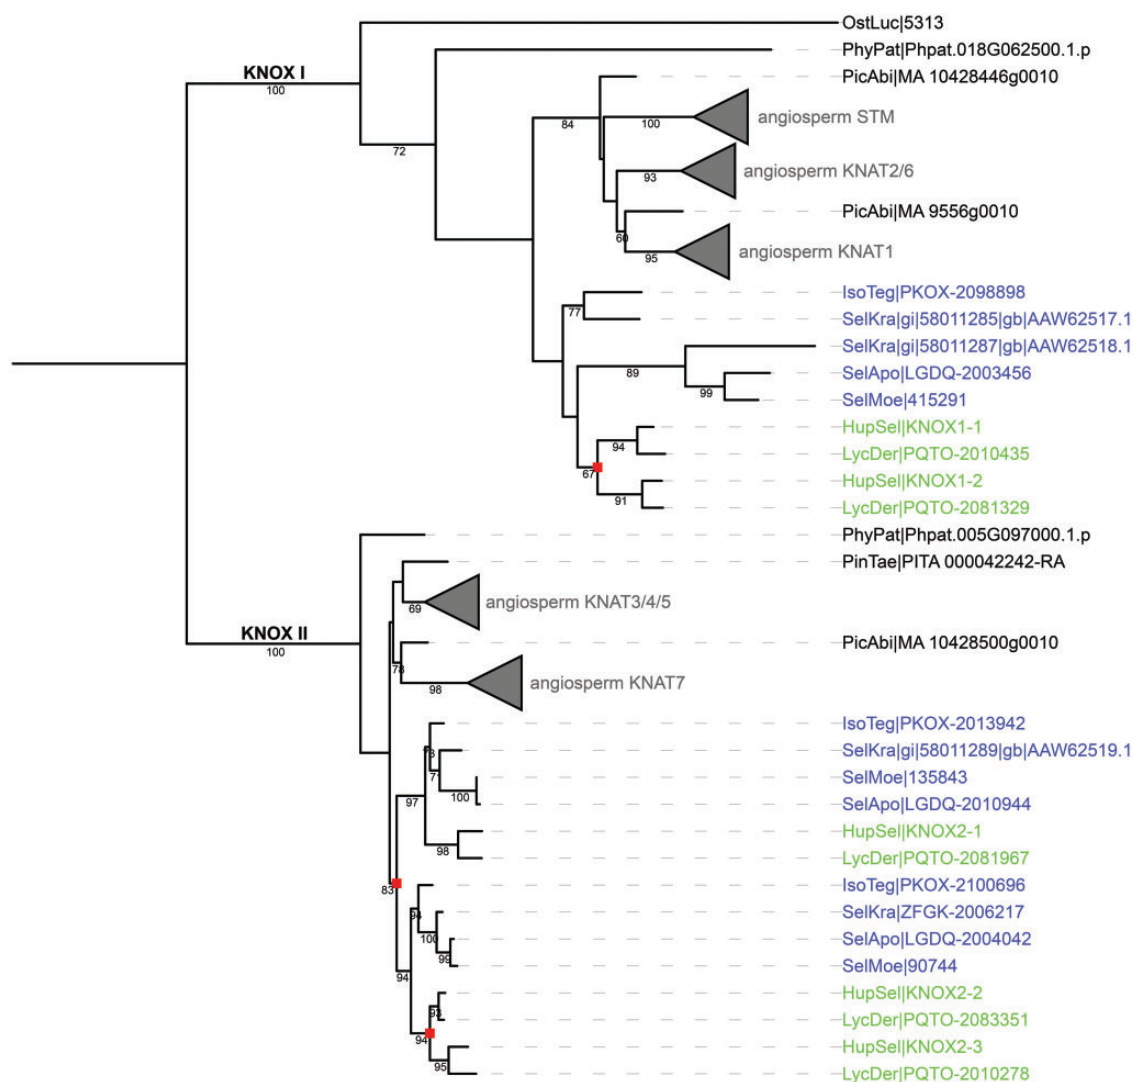 OstLuc|5313
PhyPat|Phpat.018G062500.1.p
KNOX I
PicAbi|MA 10428446g0010
100
84
100
angiosperm STM
72
93
angiosperm KNAT2/6
PicAbi|MA 9556g0010
60
95
angiosperm KNAT1
IsoTeg|PKOX-2098898
77
SelKra|gi|58011285|gb|AAW62517.1
SelKra|gi|58011287|gb|AAW62518.1
89
SelApo|LGDQ-2003456
99
SelMoe|415291
HupSel|KNOX1-1
94
LycDer|PQTO-2010435
67
HupSel|KNOX1-2
91
LycDer|PQTO-2081329
PhyPat|Phpat.005G097000.1.p
PinTae|PITA 000042242-RA
69
angiosperm KNAT3/4/5
KNOX II
PicAbi|MA 10428500g0010
100
78
98
angiosperm KNAT7
IsoTeg|PKOX-2013942
73
SelKra|gi|58011289|gb|AAW62519.1
71
SelMoe|135843
97
100
SelApo|LGDQ-2010944
HupSel|KNOX2-1
98
LycDer|PQTO-2081967
83
IsoTeg|PKOX-2100696
94
SelKra|ZFGK-2006217
100
SelApo|LGDQ-2004042
99
SelMoe|90744
94
HupSel|KNOX2-2
93
LycDer|PQTO-2083351
94
HupSel|KNOX2-3
95
LycDer|PQTO-2010278